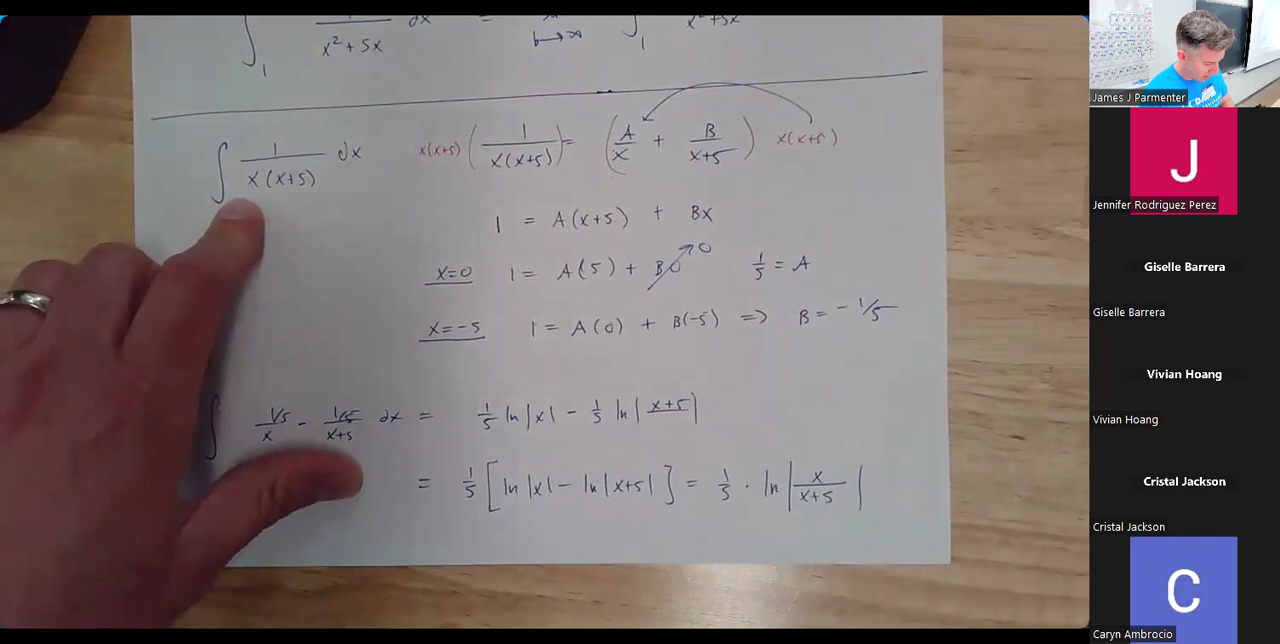 ∫₁ 1/(x²+5x) dx = b→∞ ∫₁ x²+5x
∫ 1/(x(x+5)) dx x(x+5) ( 1/(x(x+5)) ) = ( A/x + B/(x+5) ) x(x+5)
1 = A(x+5) + Bx
x=0 1 = A(5) + B0 → 0 1/5 = A
x=-5 1 = A(0) + B(-5) => B = -1/5
∫ (1/5)/x - (1/5)/(x+5) dx = 1/5 ln|x| - 1/5 ln|x+5|
= 1/5 [ln|x| - ln|x+5|] = 1/5 · ln|x/(x+5)|
James J Parmenter
J
Jennifer Rodriguez Perez
Giselle Barrera
Giselle Barrera
Vivian Hoang
Vivian Hoang
Cristal Jackson
Cristal Jackson
C
Caryn Ambrocio